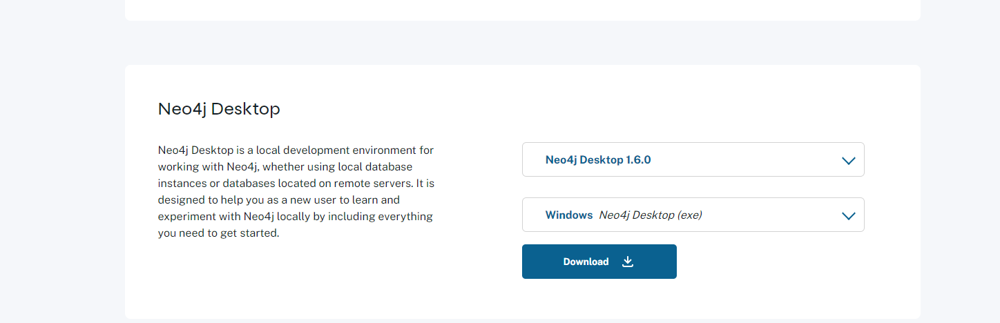 Neo4j Desktop
Neo4j Desktop is a local development environment for
working with Neo4j, whether using local database
instances or databases located on remote servers. It is
designed to help you as a new user to learn and
experiment with Neo4j locally by including everything
you need to get started.
Neo4j Desktop 1.6.0
Windows Neo4j Desktop (exe)
Download